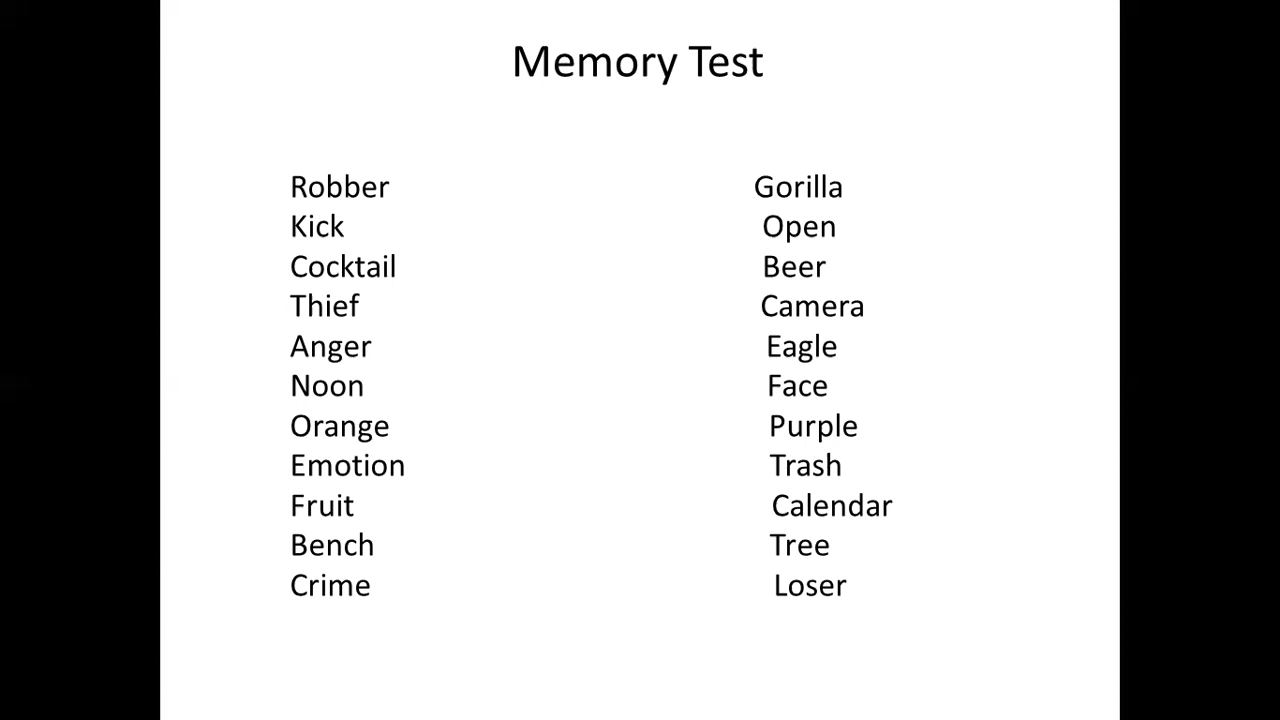 Memory Test
Robber Gorilla
Kick Open
Cocktail Beer
Thief Camera
Anger Eagle
Noon Face
Orange Purple
Emotion Trash
Fruit Calendar
Bench Tree
Crime Loser